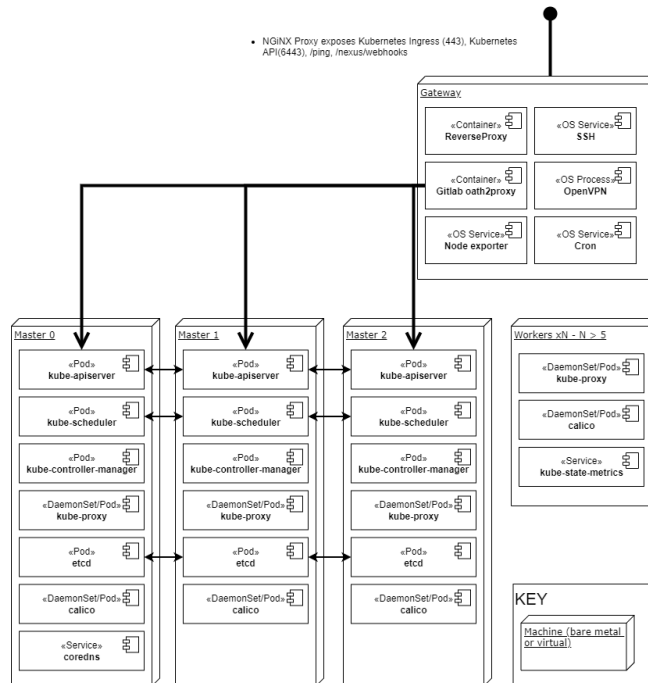 NGiNX Proxy exposes Kubernetes Ingress (443), Kubernetes
API(6443), /ping, /nexus/webhooks
Gateway
«Container»
ReverseProxy
«OS Service»
SSH
«Container»
Gitlab oath2proxy
«OS Process»
OpenVPN
«OS Service»
Node exporter
«OS Service»
Cron
Master 0
«Pod»
kube-apiserver
«Pod»
kube-scheduler
«Pod»
kube-controller-manager
«DaemonSet/Pod»
kube-proxy
«Pod»
etcd
«DaemonSet/Pod»
calico
«Service»
coredns
Master 1
«Pod»
kube-apiserver
«Pod»
kube-scheduler
«Pod»
kube-controller-manager
«DaemonSet/Pod»
kube-proxy
«Pod»
etcd
«DaemonSet/Pod»
calico
Master 2
«Pod»
kube-apiserver
«Pod»
kube-scheduler
«Pod»
kube-controller-manager
«DaemonSet/Pod»
kube-proxy
«Pod»
etcd
«DaemonSet/Pod»
calico
Workers xN - N > 5
«DaemonSet/Pod»
kube-proxy
«DaemonSet/Pod»
calico
«Service»
kube-state-metrics
KEY
Machine (bare metal
or virtual)